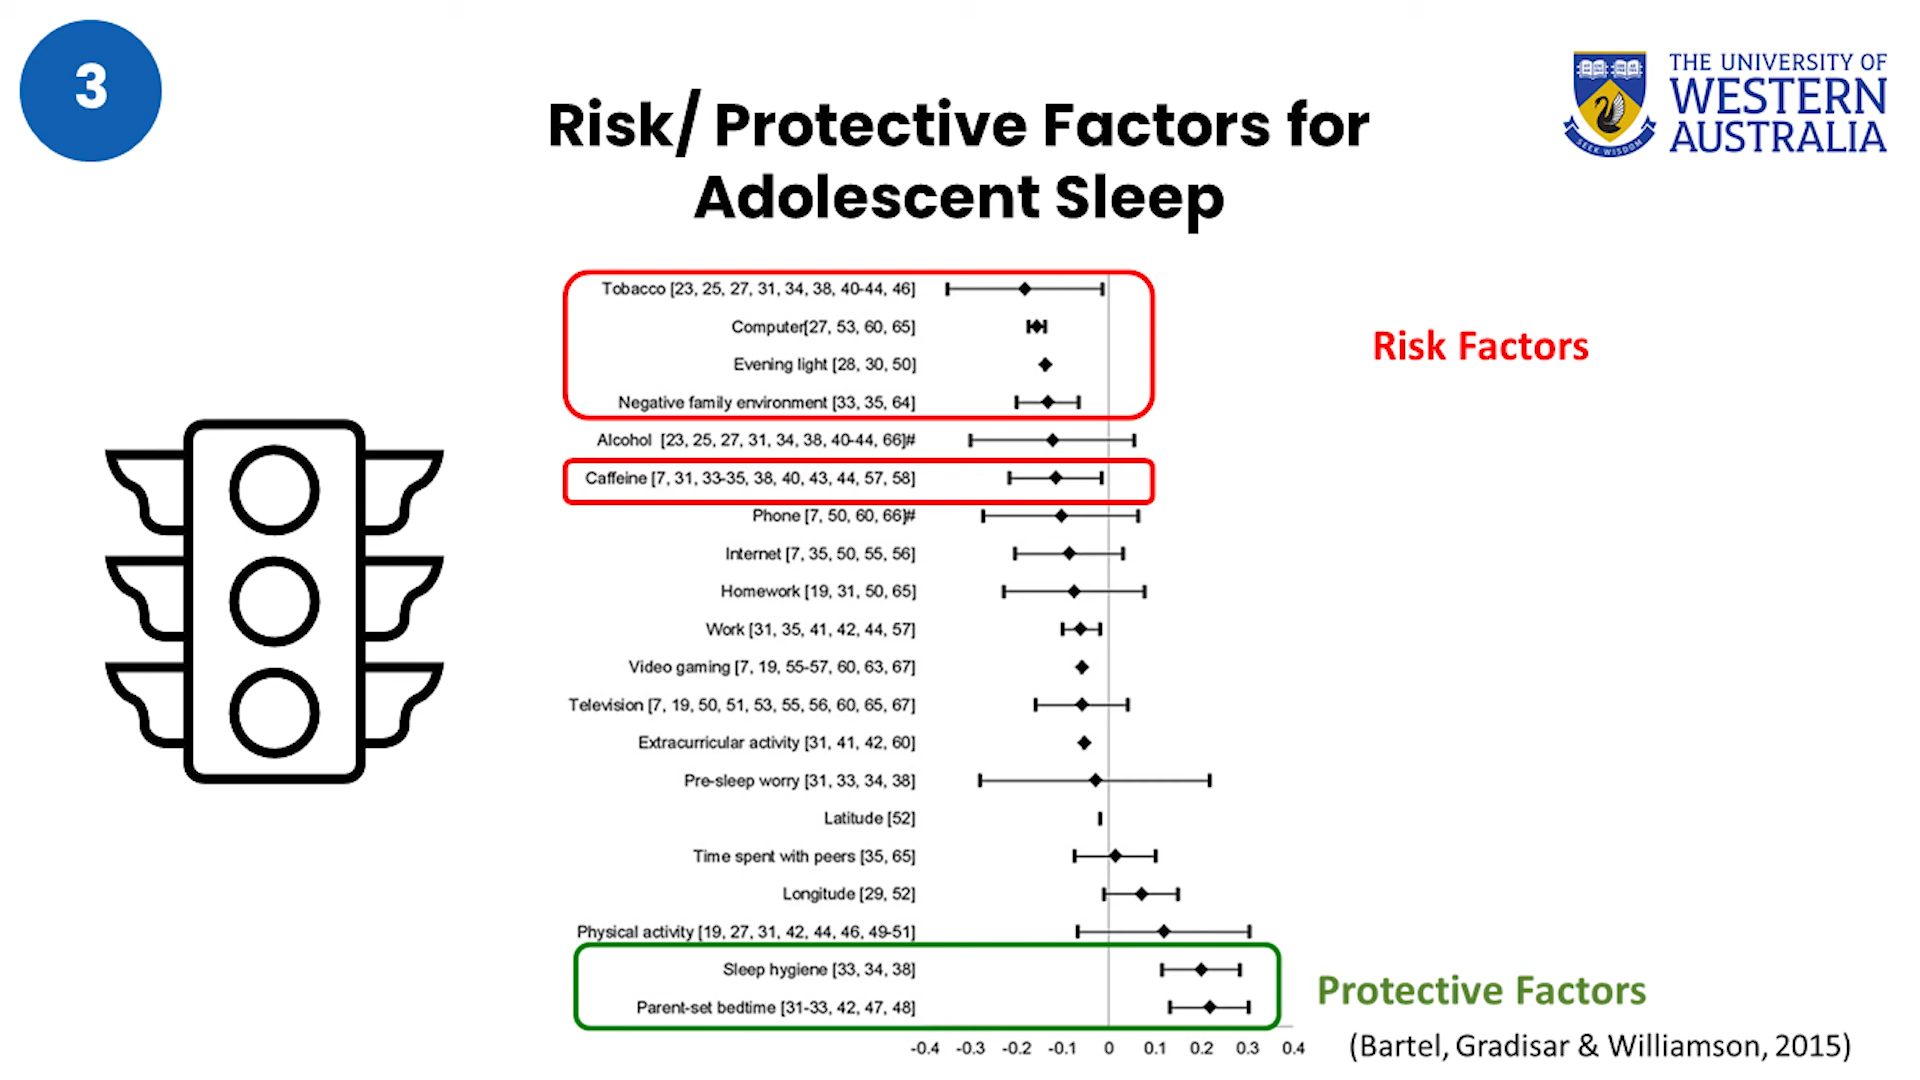 3
THE UNIVERSITY OF
WESTERN
AUSTRALIA
SEEK WISDOM
Risk/ Protective Factors for
Adolescent Sleep
Tobacco [23, 25, 27, 31, 34, 38, 40-44, 46]
Computer[27, 53, 60, 65]
Evening light [28, 30, 50]
Negative family environment [33, 35, 64]
Alcohol [23, 25, 27, 31, 34, 38, 40-44, 66]#
Caffeine [7, 31, 33-35, 38, 40, 43, 44, 57, 58]
Phone [7, 50, 60, 66]#
Internet [7, 35, 50, 55, 56]
Homework [19, 31, 50, 65]
Work [31, 35, 41, 42, 44, 57]
Video gaming [7, 19, 55-57, 60, 63, 67]
Television [7, 19, 50, 51, 53, 55, 56, 60, 65, 67]
Extracurricular activity [31, 41, 42, 60]
Pre-sleep worry [31, 33, 34, 38]
Latitude [52]
Time spent with peers [35, 65]
Longitude [29, 52]
Physical activity [19, 27, 31, 42, 44, 46, 49-51]
Sleep hygiene [33, 34, 38]
Parent-set bedtime [31-33, 42, 47, 48]
-0.4 -0.3 -0.2 -0.1 0 0.1 0.2 0.3 0.4
Risk Factors
Protective Factors
(Bartel, Gradisar & Williamson, 2015)